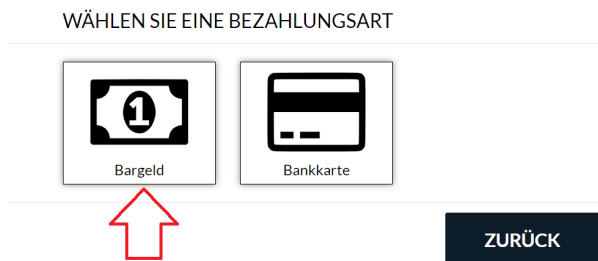 WÄHLEN SIE EINE BEZAHLUNGSART
1
Bargeld
Bankkarte
ZURÜCK